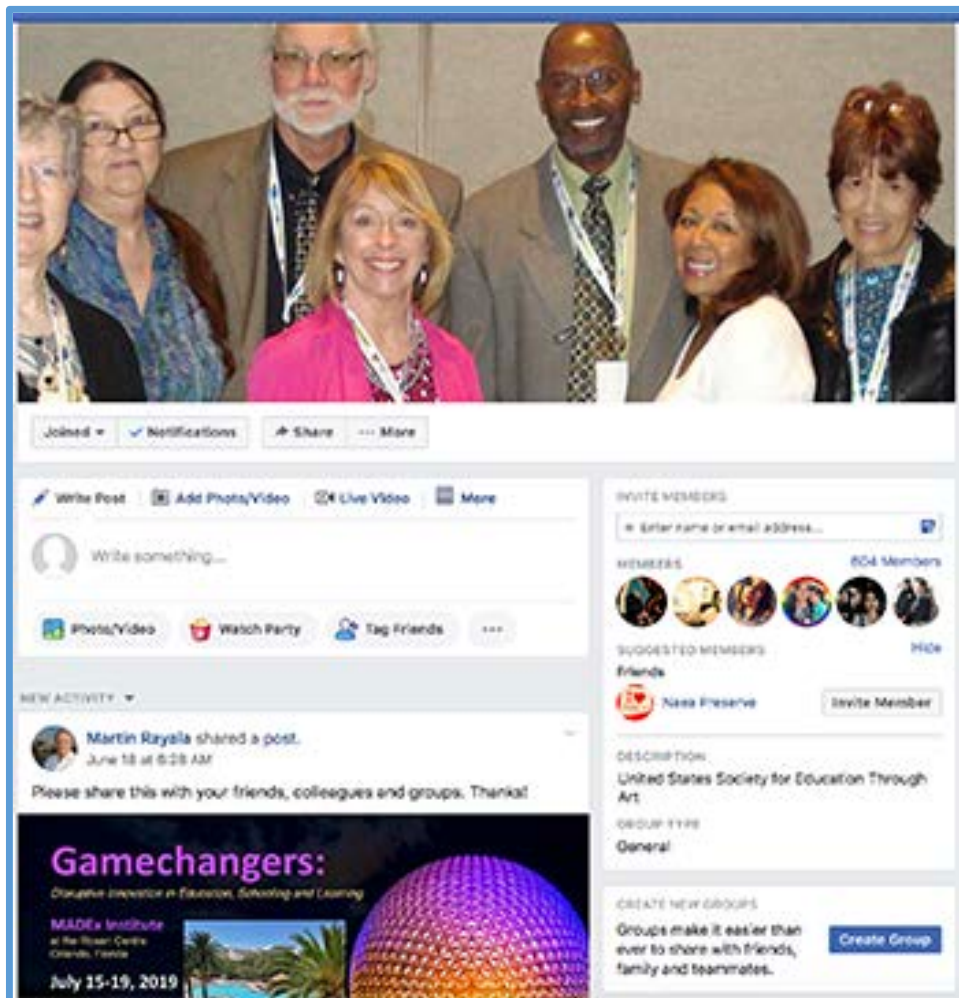 Joined
Notifications
Share
More
Write Post
Add Photo/Video
Live Video
More
Write something...
Photo/Video
Watch Party
Tag Friends
NEW ACTIVITY
Martin Rayala shared a post.
June 18 at 6:28 AM
Please share this with your friends, colleagues and groups. Thanks!
Gamechangers:
Disruptive Innovation in Education, Schooling and Learning
MADEx Institute
at the Rosen Centre
Orlando, Florida
July 15-19, 2019
INVITE MEMBERS
+ Enter name or email address...
MEMBERS
604 Members
SUGGESTED MEMBERS
Hide
Friends
Naea Preserve
Invite Member
DESCRIPTION
United States Society for Education Through
Art
GROUP TYPE
General
CREATE NEW GROUPS
Groups make it easier than
ever to share with friends,
family and teammates.
Create Group